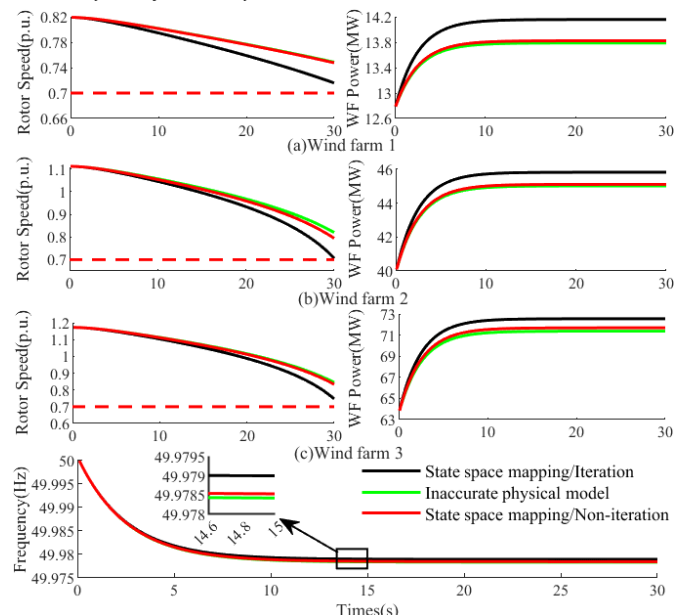 Rotor Speed(p.u.)
0.82
0.78
0.74
0.7
0.66
0 10 20 30
WF Power(MW)
14.2
13.8
13.4
13
12.6
0 10 20 30
(a)Wind farm 1
Rotor Speed(p.u.)
1.1
1
0.9
0.8
0.7
0 10 20 30
WF Power(MW)
46
44
42
40
0 10 20 30
(b)Wind farm 2
Rotor Speed(p.u.)
1.2
1.1
1
0.9
0.8
0.7
0.6
0 10 20 30
WF Power(MW)
73
71
69
67
65
63
0 10 20 30
(c)Wind farm 3
Frequency(Hz)
50
49.995
49.99
49.985
49.98
49.975
49.9795
49.979
49.9785
49.978
14.6 14.8 15
State space mapping/Iteration
Inaccurate physical model
State space mapping/Non-iteration
0 5 10 15 20 25 30
Times(s)